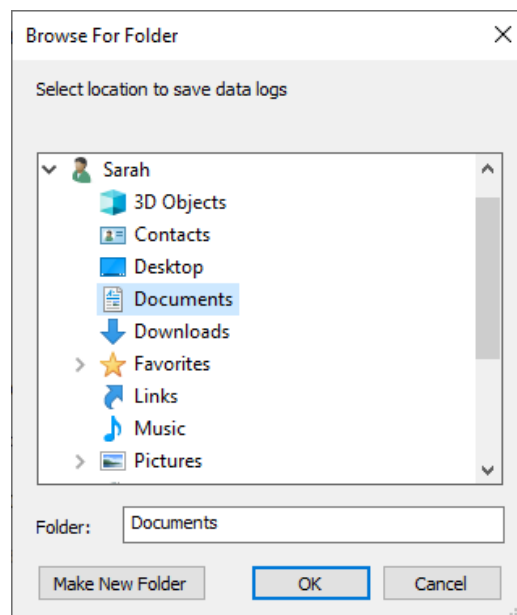 Browse For Folder
Select location to save data logs
Sarah
3D Objects
Contacts
Desktop
Documents
Downloads
Favorites
Links
Music
Pictures
Folder: Documents
Make New Folder OK Cancel